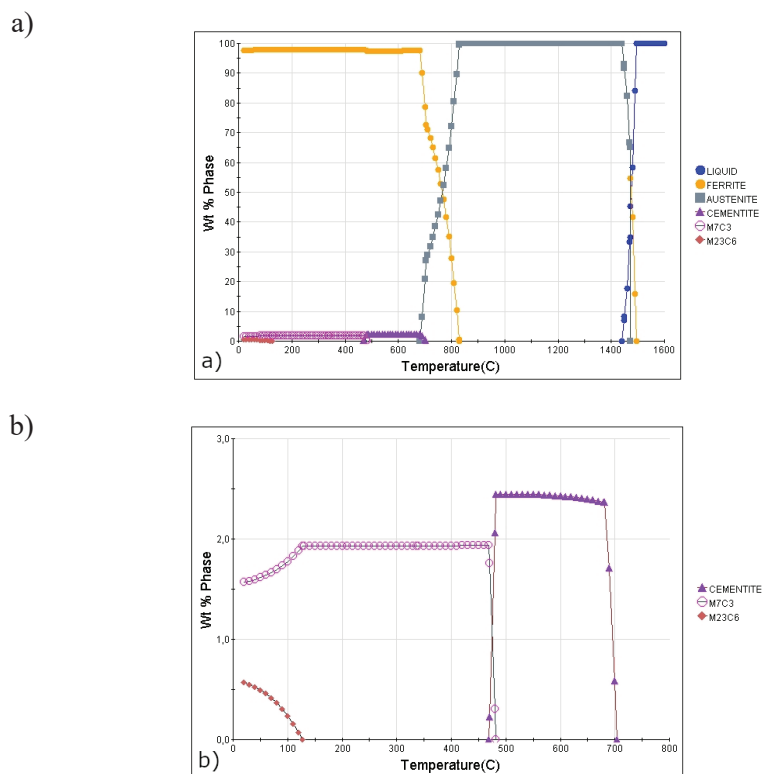 a)
100
90
80
70
60
50
40
30
20
10
0
Wt % Phase
0 200 400 600 800 1000 1200 1400 1600
Temperature(C)
a)
LIQUID
FERRITE
AUSTENITE
CEMENTITE
M7C3
M23C6
b)
3,0
2,0
1,0
0,0
Wt % Phase
0 100 200 300 400 500 600 700 800
Temperature(C)
b)
CEMENTITE
M7C3
M23C6